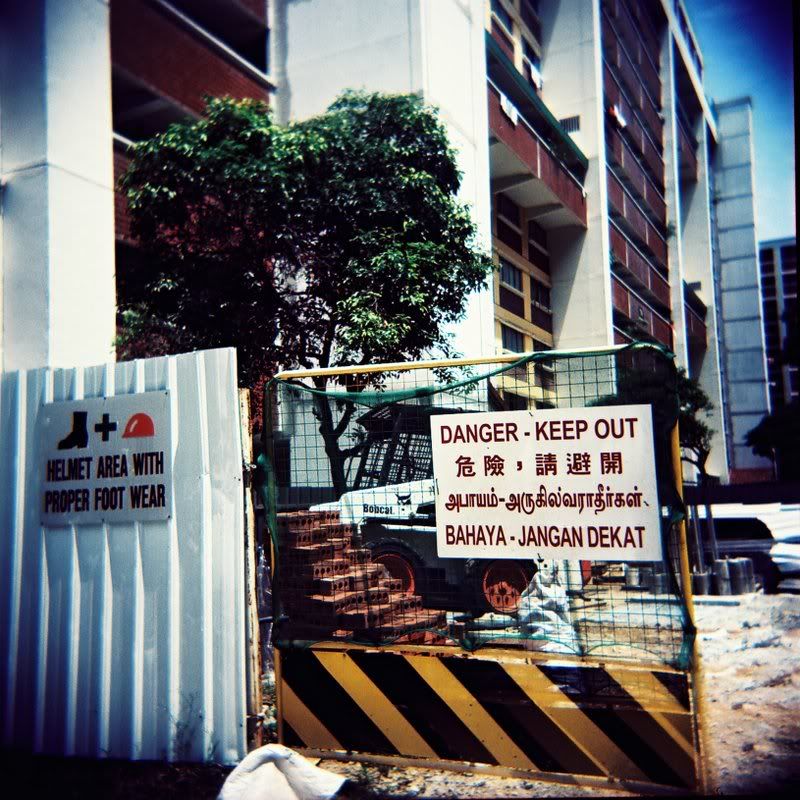 HELMET AREA WITH
PROPER FOOT WEAR
DANGER - KEEP OUT
危險，請避開
அபாயம்-அருகில்வராதீர்கள்.
BAHAYA - JANGAN DEKAT
Bobcat